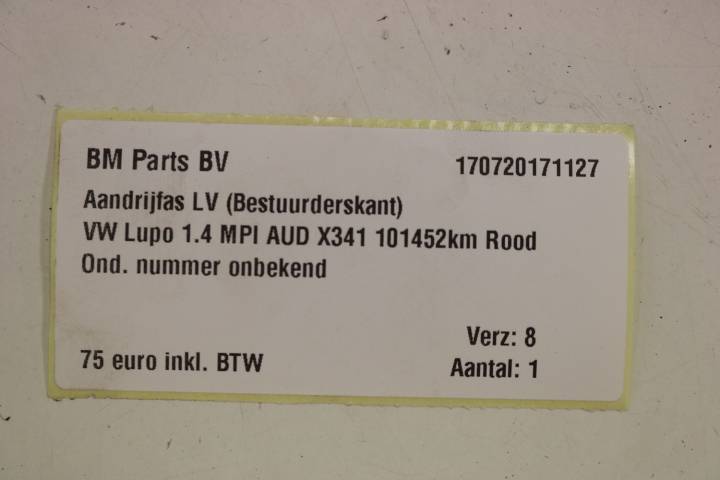 BM Parts BV 170720171127
Aandrijfas LV (Bestuurderskant)
VW Lupo 1.4 MPI AUD X341 101452km Rood
Ond. nummer onbekend
Verz: 8
75 euro inkl. BTW Aantal: 1